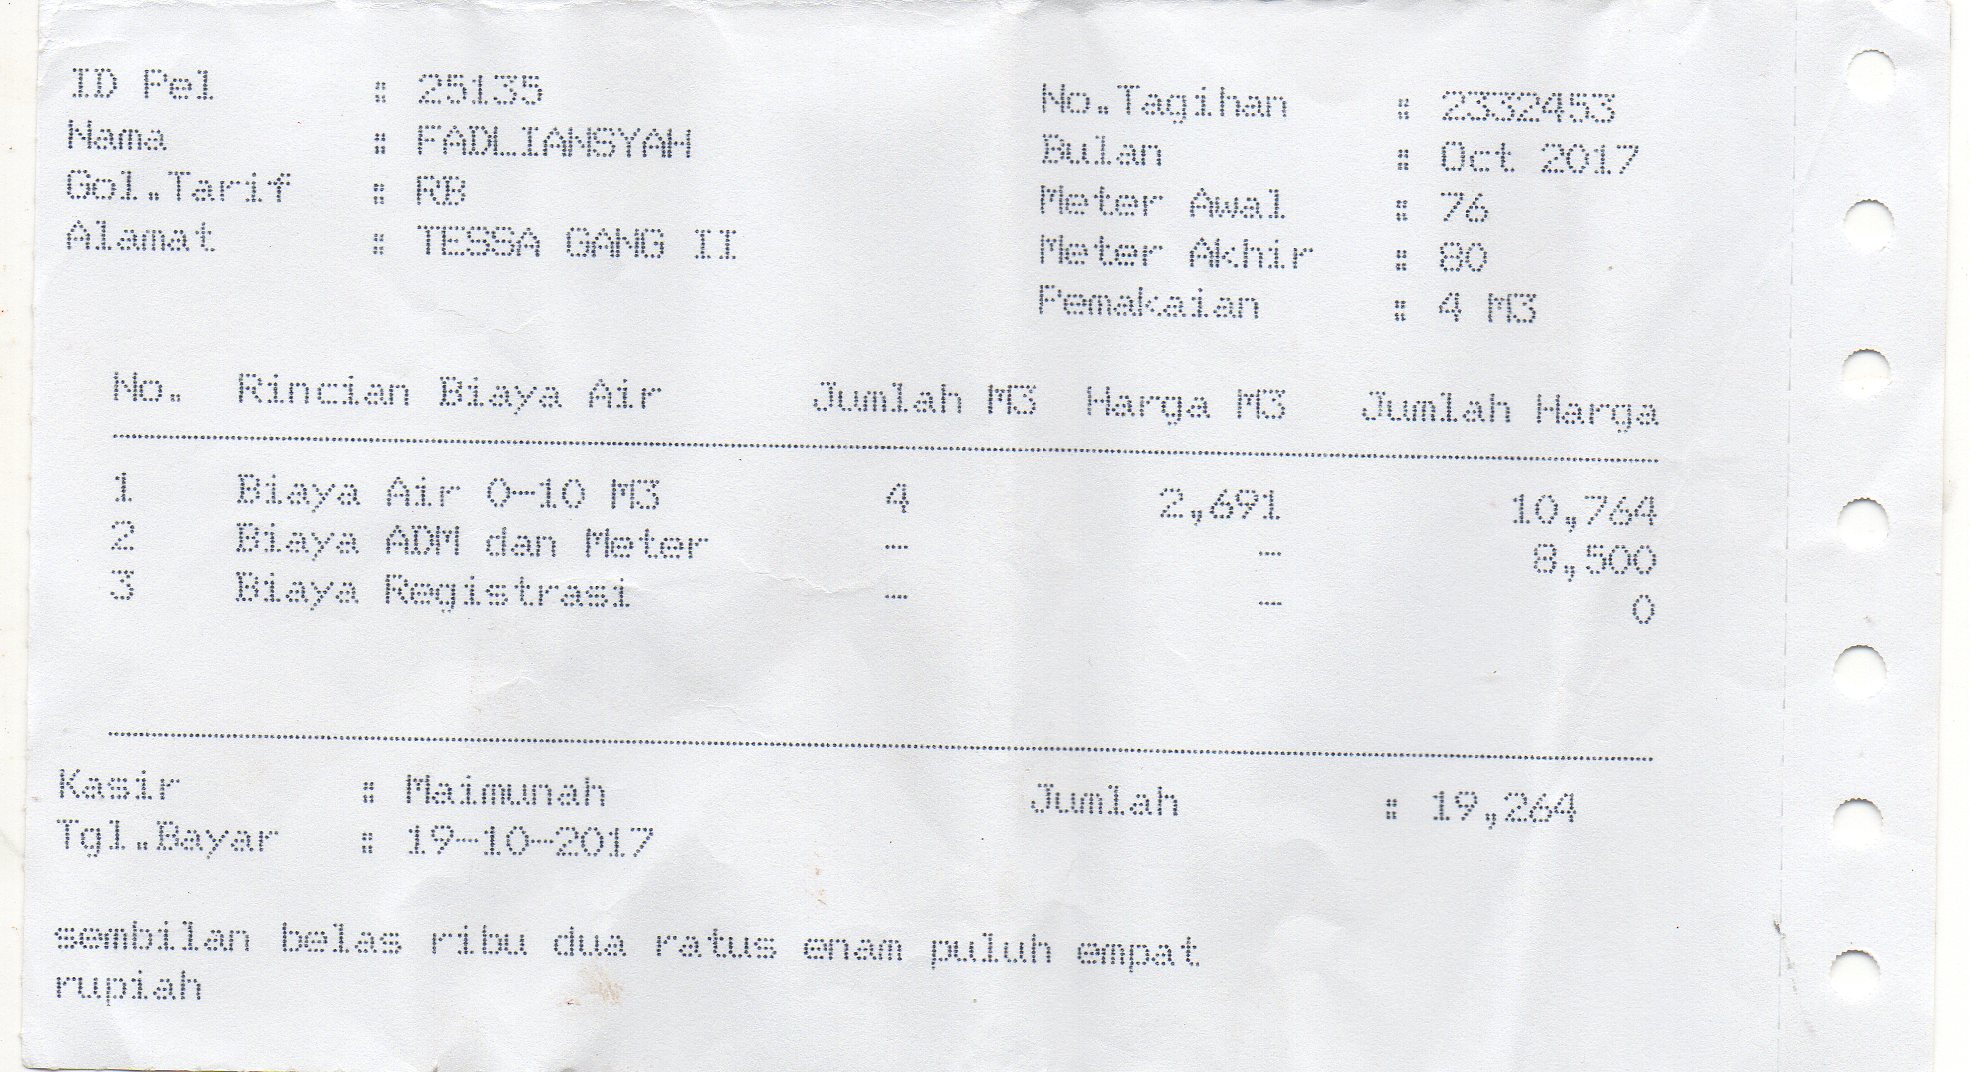 ID Pel : 25135
Nama : FADLIANSYAH
Gol.Tarif : RB
Alamat : TESSA GANG II
No.Tagihan : 2332453
Bulan : Oct 2017
Meter Awal : 76
Meter Akhir : 80
Pemakaian : 4 M3
No. Rincian Biaya Air Jumlah M3 Harga M3 Jumlah Harga
1 Biaya Air 0-10 M3 4 2,691 10,764
2 Biaya ADM dan Meter - - 8,500
3 Biaya Registrasi - - 0
Kasir : Maimunah
Tgl.Bayar : 19-10-2017
Jumlah : 19,264
sembilan belas ribu dua ratus enam puluh empat
rupiah